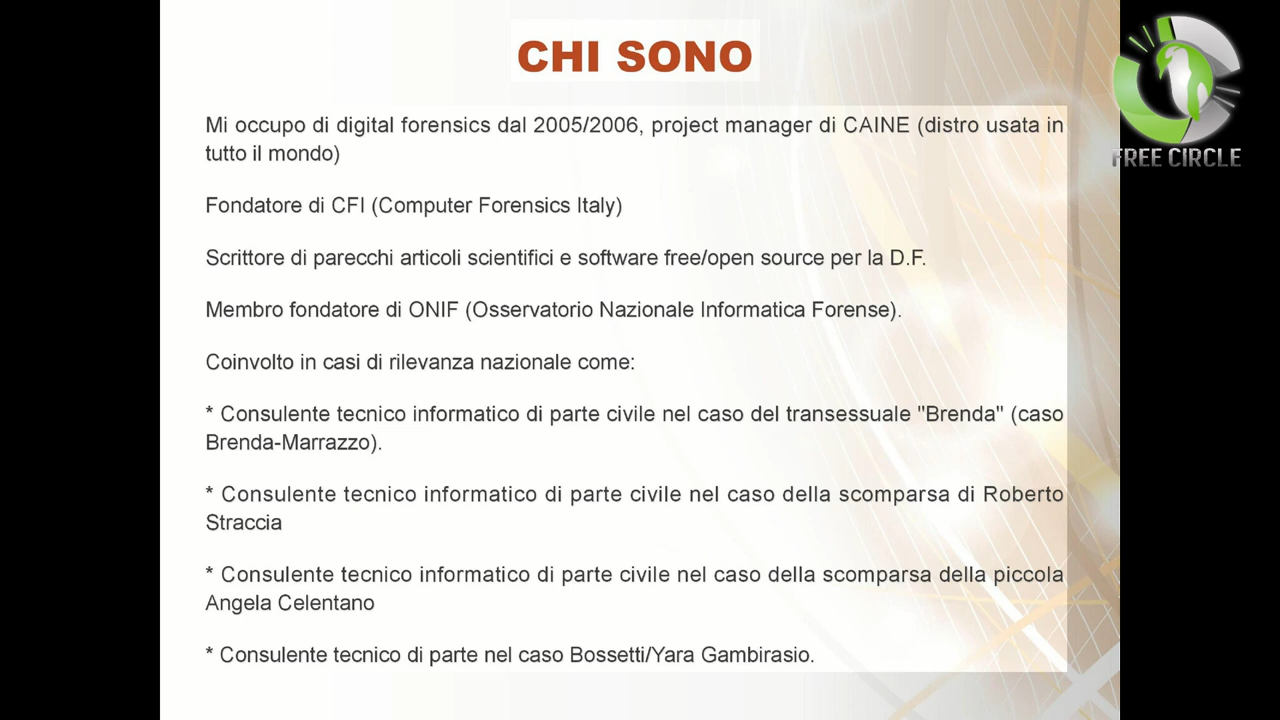 CHI SONO
Mi occupo di digital forensics dal 2005/2006, project manager di CAINE (distro usata in
tutto il mondo)
Fondatore di CFI (Computer Forensics Italy)
Scrittore di parecchi articoli scientifici e software free/open source per la D.F.
Membro fondatore di ONIF (Osservatorio Nazionale Informatica Forense).
Coinvolto in casi di rilevanza nazionale come:
* Consulente tecnico informatico di parte civile nel caso del transessuale "Brenda" (caso
Brenda-Marrazzo).
* Consulente tecnico informatico di parte civile nel caso della scomparsa di Roberto
Straccia
* Consulente tecnico informatico di parte civile nel caso della scomparsa della piccola
Angela Celentano
* Consulente tecnico di parte nel caso Bossetti/Yara Gambirasio.
FREE CIRCLE